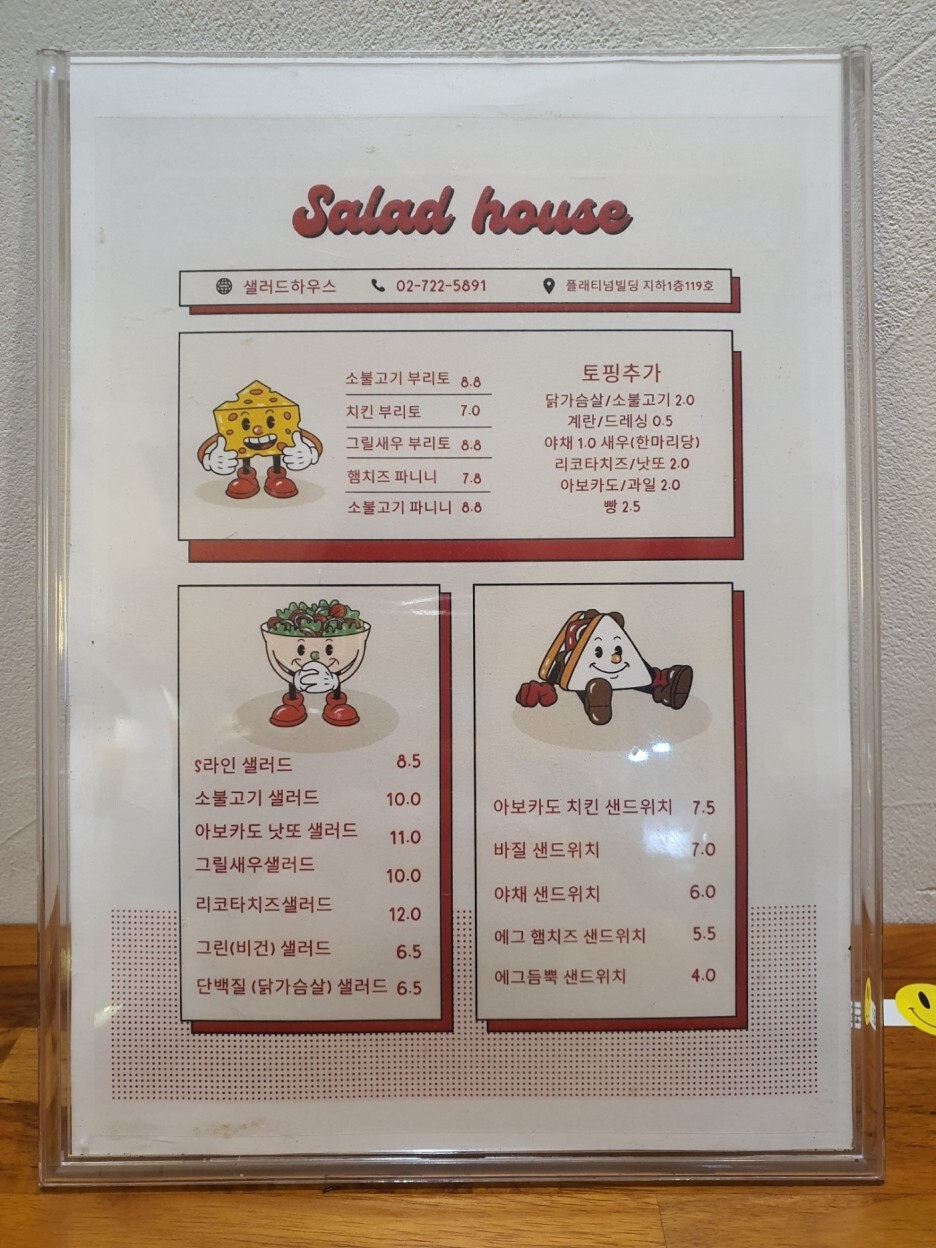 Salad house
샐러드하우스 02-722-5891 플래티넘빌딩 지하1층119호
소불고기 부리토 8.8
치킨 부리토 7.0
그릴새우 부리토 8.8
햄치즈 파니니 7.8
소불고기 파니니 8.8
토핑추가
닭가슴살/소불고기 2.0
계란/드레싱 0.5
야채 1.0 새우(한마리당)
리코타치즈/낫또 2.0
아보카도/과일 2.0
빵 2.5
S라인 샐러드 8.5
소불고기 샐러드 10.0
아보카도 낫또 샐러드 11.0
그릴새우샐러드 10.0
리코타치즈샐러드 12.0
그린(비건) 샐러드 6.5
단백질 (닭가슴살) 샐러드 6.5
아보카도 치킨 샌드위치 7.5
바질 샌드위치 7.0
야채 샌드위치 6.0
에그 햄치즈 샌드위치 5.5
에그듬뿍 샌드위치 4.0